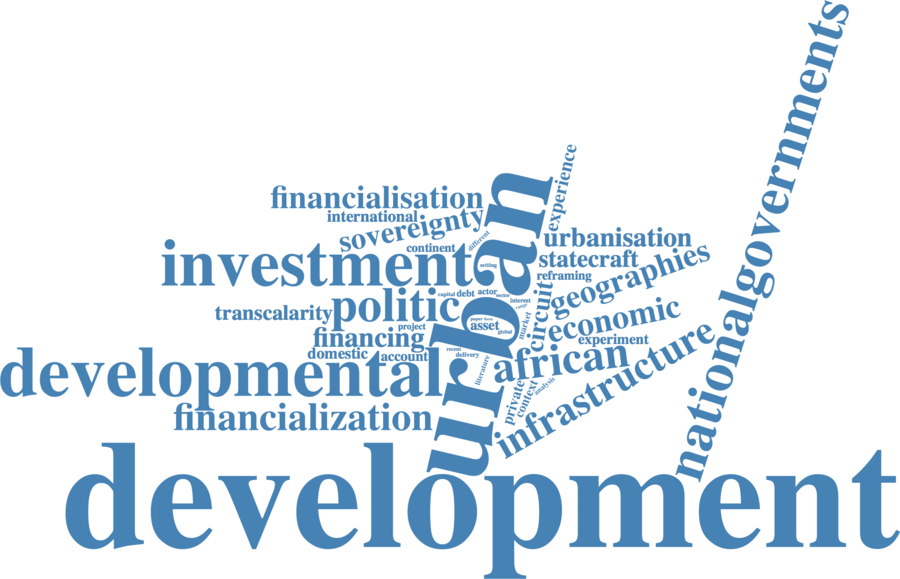 nationalgovernments
experience
urban
financialisation
international
sovereignty
different
continent
urbanisation
investment
statecraft
geographies
setting
reframing
capital
debt
actor
sector
interest
range
politic
circuit
transcalarity
economic
market
project
paper
asset
global
financing
experiment
infrastructure
recent
delivery
domestic
account
african
literature
developmental
private
context
analysis
financialization
development